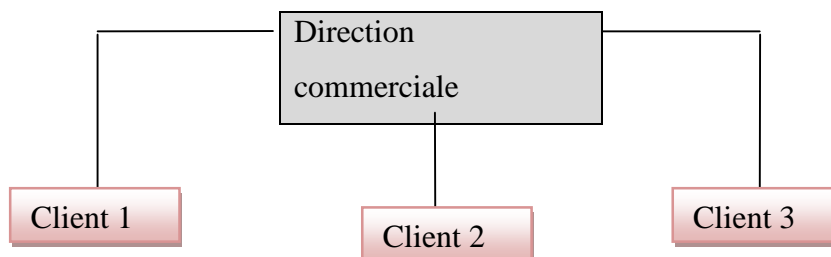 Direction
commerciale
Client 1
Client 2
Client 3